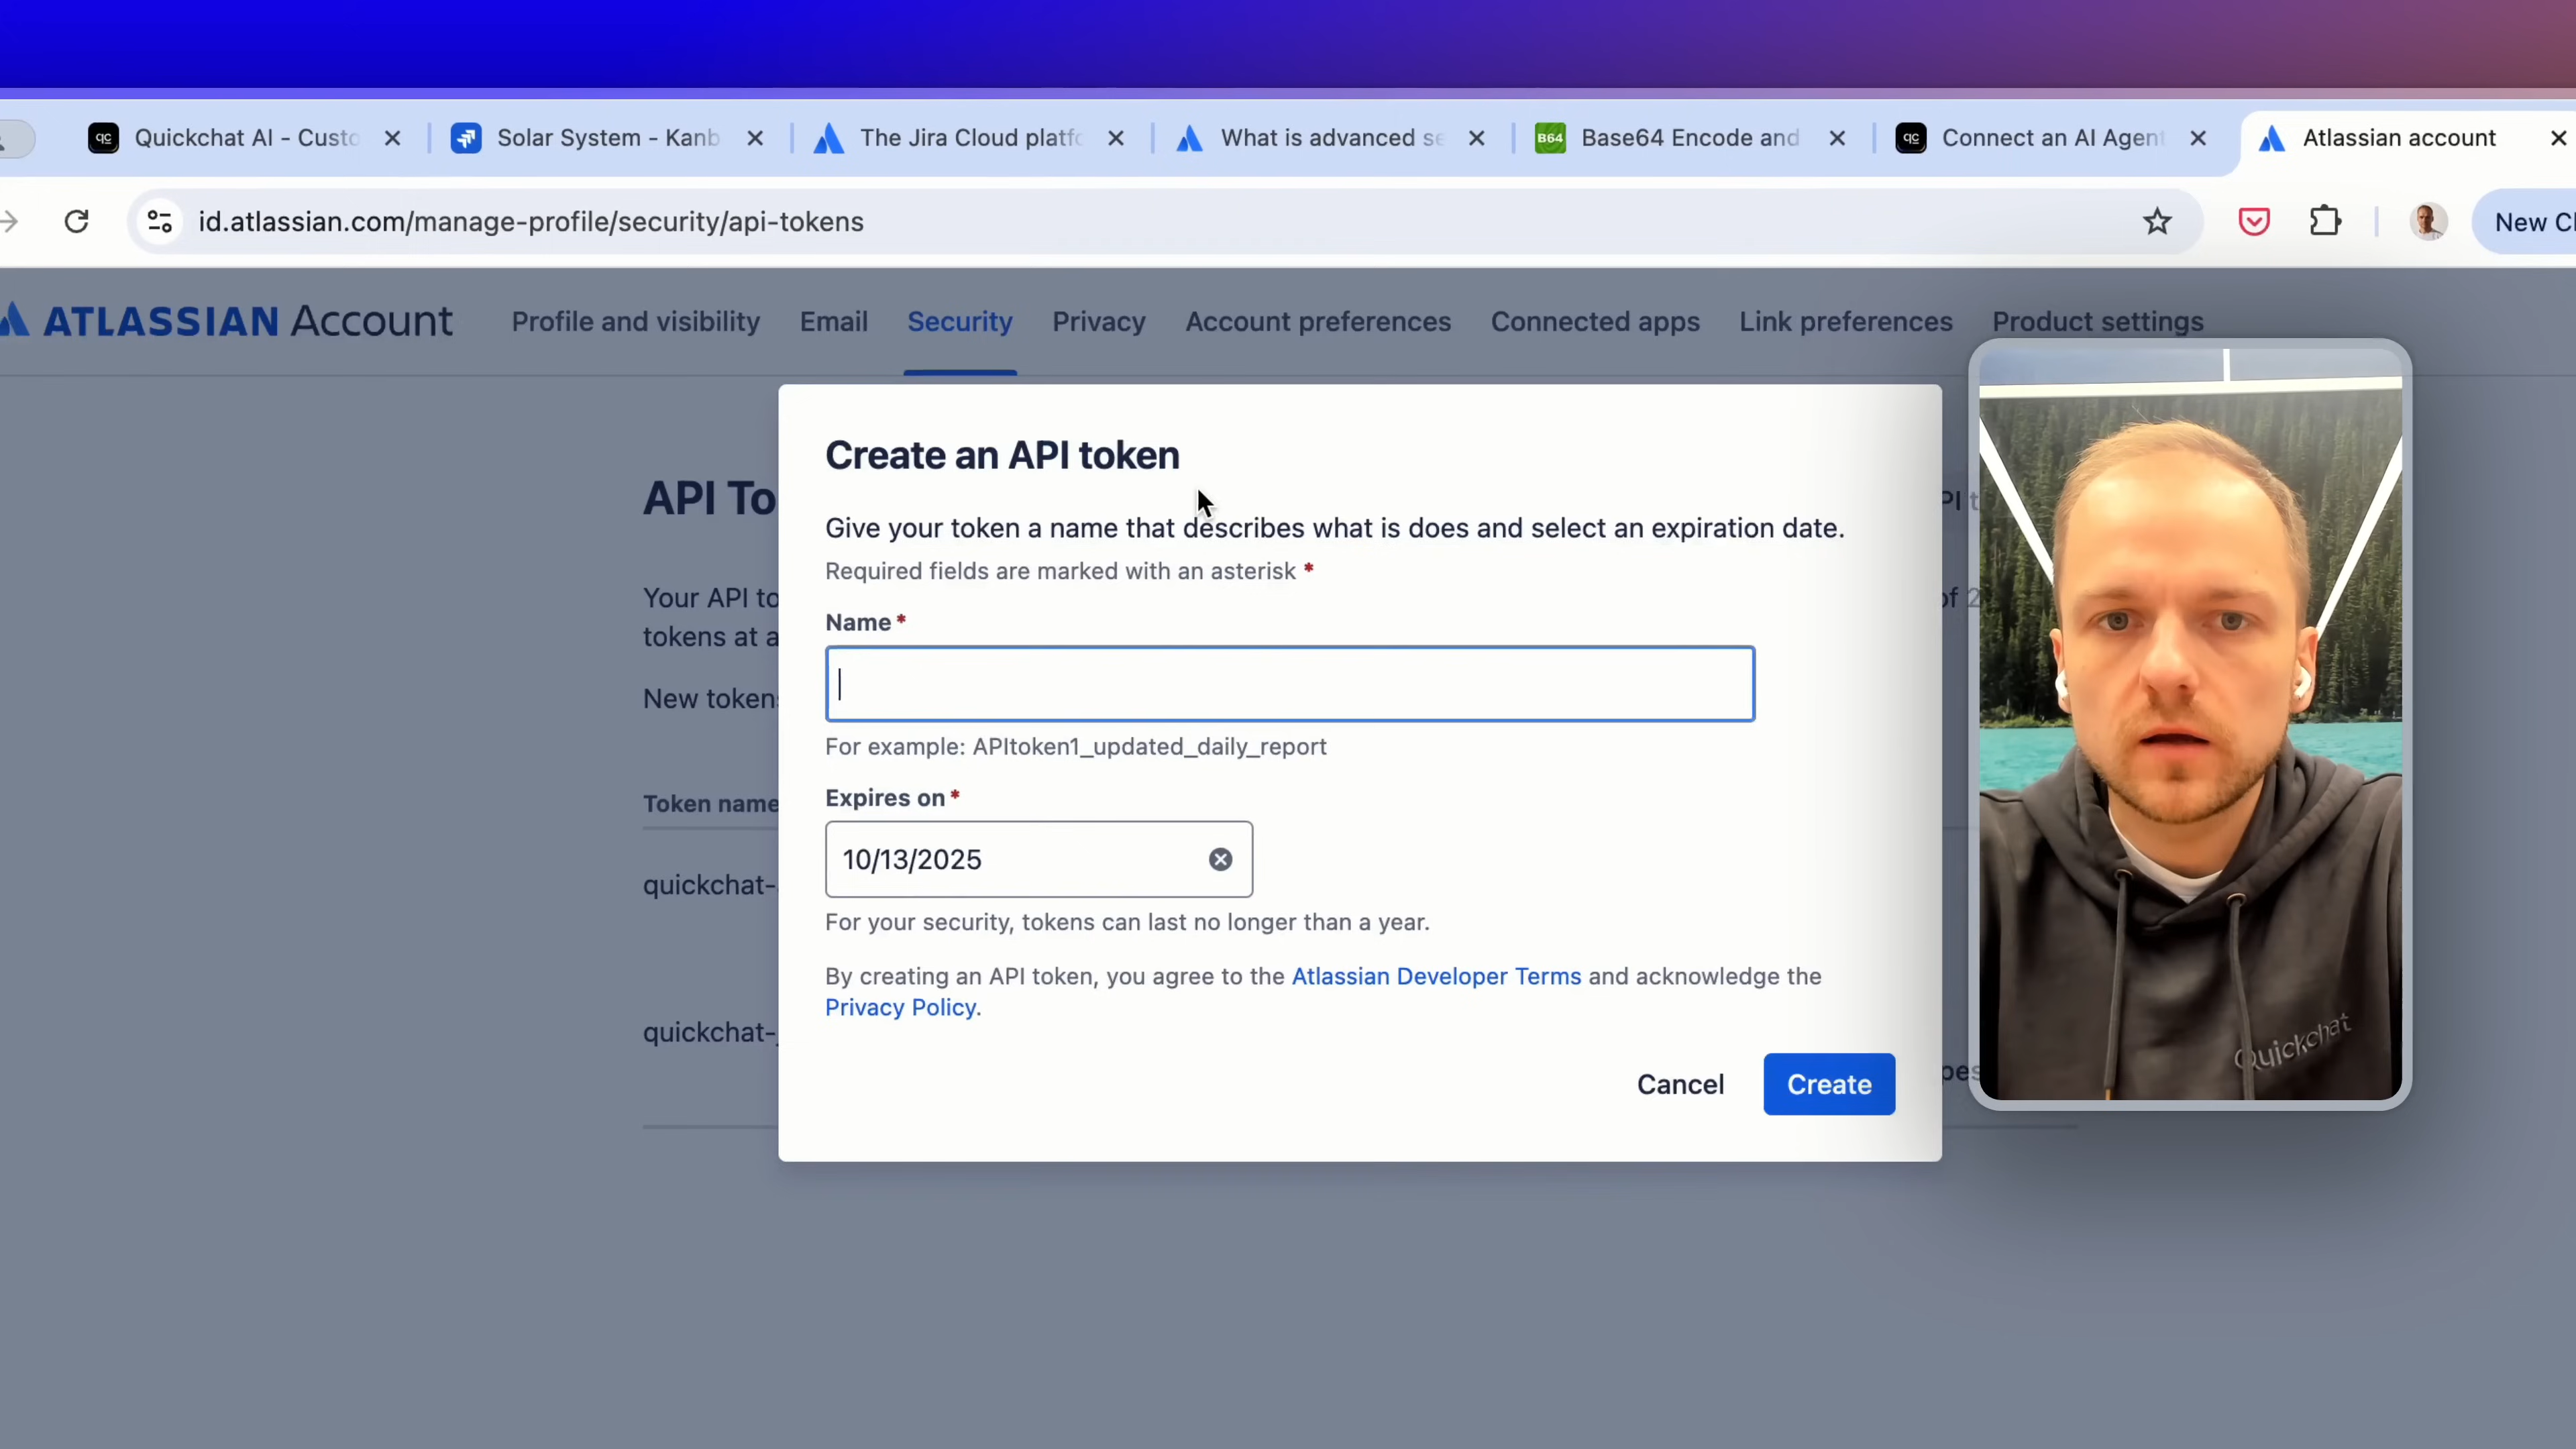 Quickchat AI - Custo
Solar System - Kanb
The Jira Cloud platfo
What is advanced se
B64
Base64 Encode and
Connect an AI Agent
Atlassian account
id.atlassian.com/manage-profile/security/api-tokens
New Cl
ATLASSIAN Account
Profile and visibility
Email
Security
Privacy
Account preferences
Connected apps
Link preferences
Product settings
API To
Your API to
tokens at a
New token
Token name
quickchat-
quickchat-
Create an API token
Give your token a name that describes what is does and select an expiration date.
Required fields are marked with an asterisk *
Name *
For example: APItoken1_updated_daily_report
Expires on *
10/13/2025
For your security, tokens can last no longer than a year.
By creating an API token, you agree to the Atlassian Developer Terms and acknowledge the
Privacy Policy.
Cancel
Create
Quickchat